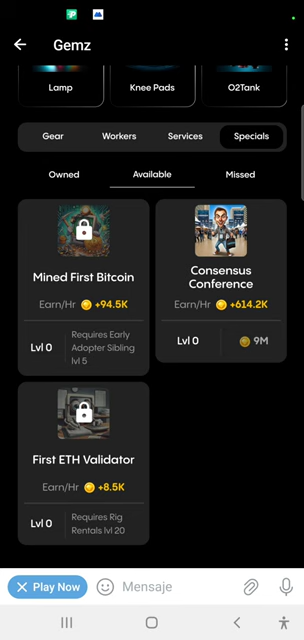 Gemz
Lamp
Knee Pads
O2Tank
Gear
Workers
Services
Specials
Owned
Available
Missed
Mined First Bitcoin
Earn/Hr +94.5K
Lvl 0
Requires Early
Adopter Sibling
lvl 5
Consensus
Conference
Earn/Hr +614.2K
Lvl 0
9M
First ETH Validator
Earn/Hr +8.5K
Lvl 0
Requires Rig
Rentals lvl 20
Play Now
Mensaje